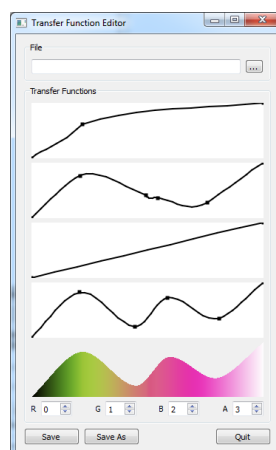 Transfer Function Editor
File
...
Transfer Functions
R 0 G 1 B 2 A 3
Save Save As Quit